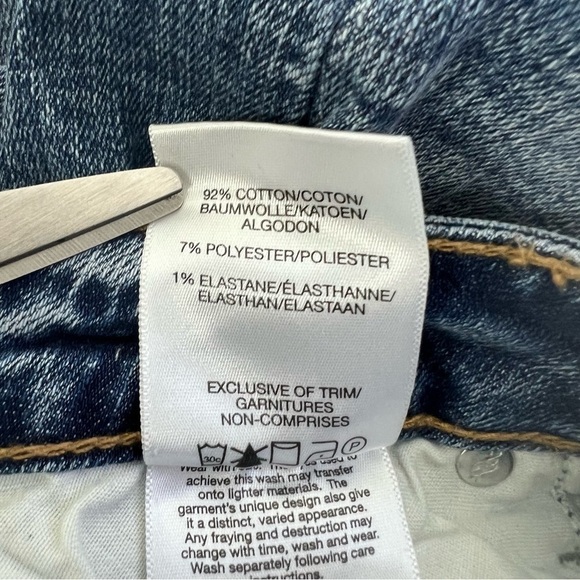 92% COTTON/COTON/
BAUMWOLLE/KATOEN/
ALGODON
7% POLYESTER/POLIESTER
1% ELASTANE/ÉLASTHANNE/
ELASTHAN/ELASTAAN
EXCLUSIVE OF TRIM/
GARNITURES
NON-COMPRISES
30c P
achieve this wash may transfer
onto lighter materials. The
garment's unique design also give
it a distinct, varied appearance.
Any fraying and destruction may
change with time, wash and wear.
Wash separately following care